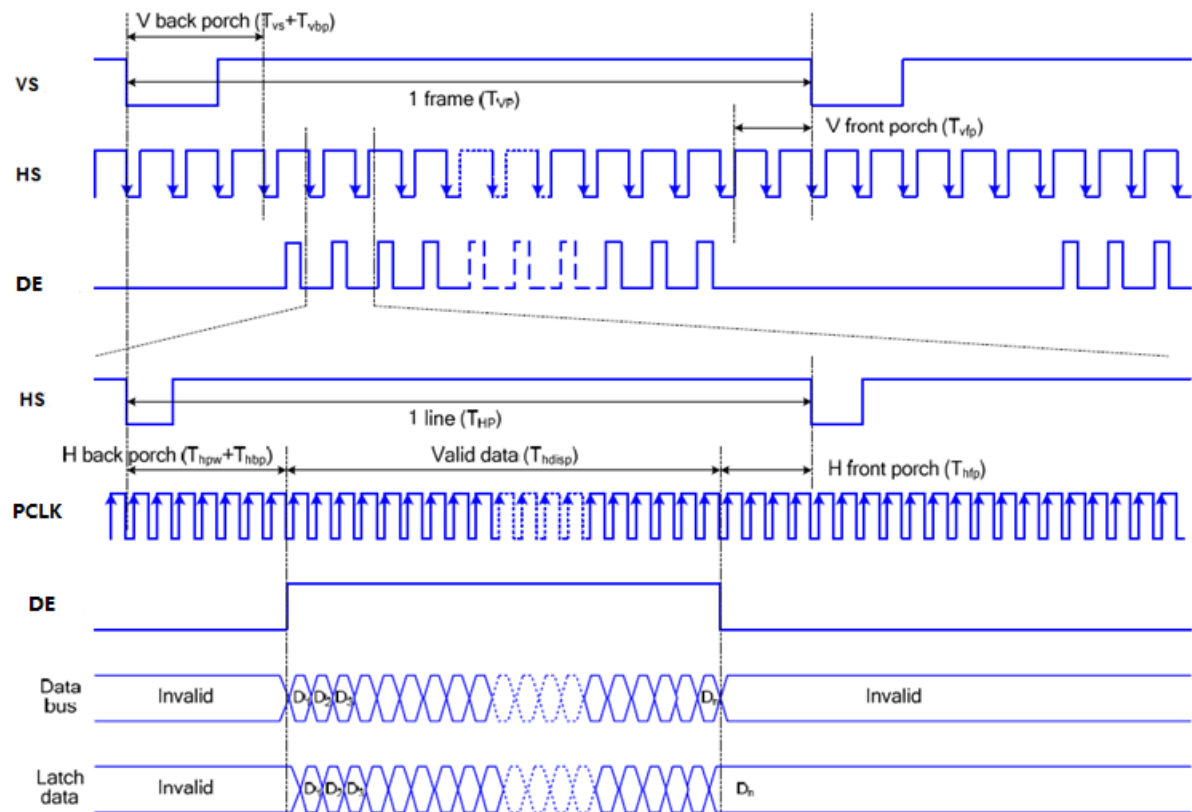 V back porch (Tvs+Tvbp)
VS
1 frame (TVP)
V front porch (Tvfp)
HS
DE
HS
1 line (THP)
H back porch (Thpw+Thbp)
Valid data (Thdisp)
H front porch (Thfp)
PCLK
DE
Data
bus
Invalid
D1 D2 D3
Dn
Invalid
Latch
data
Invalid
D1 D2 D3
Dn